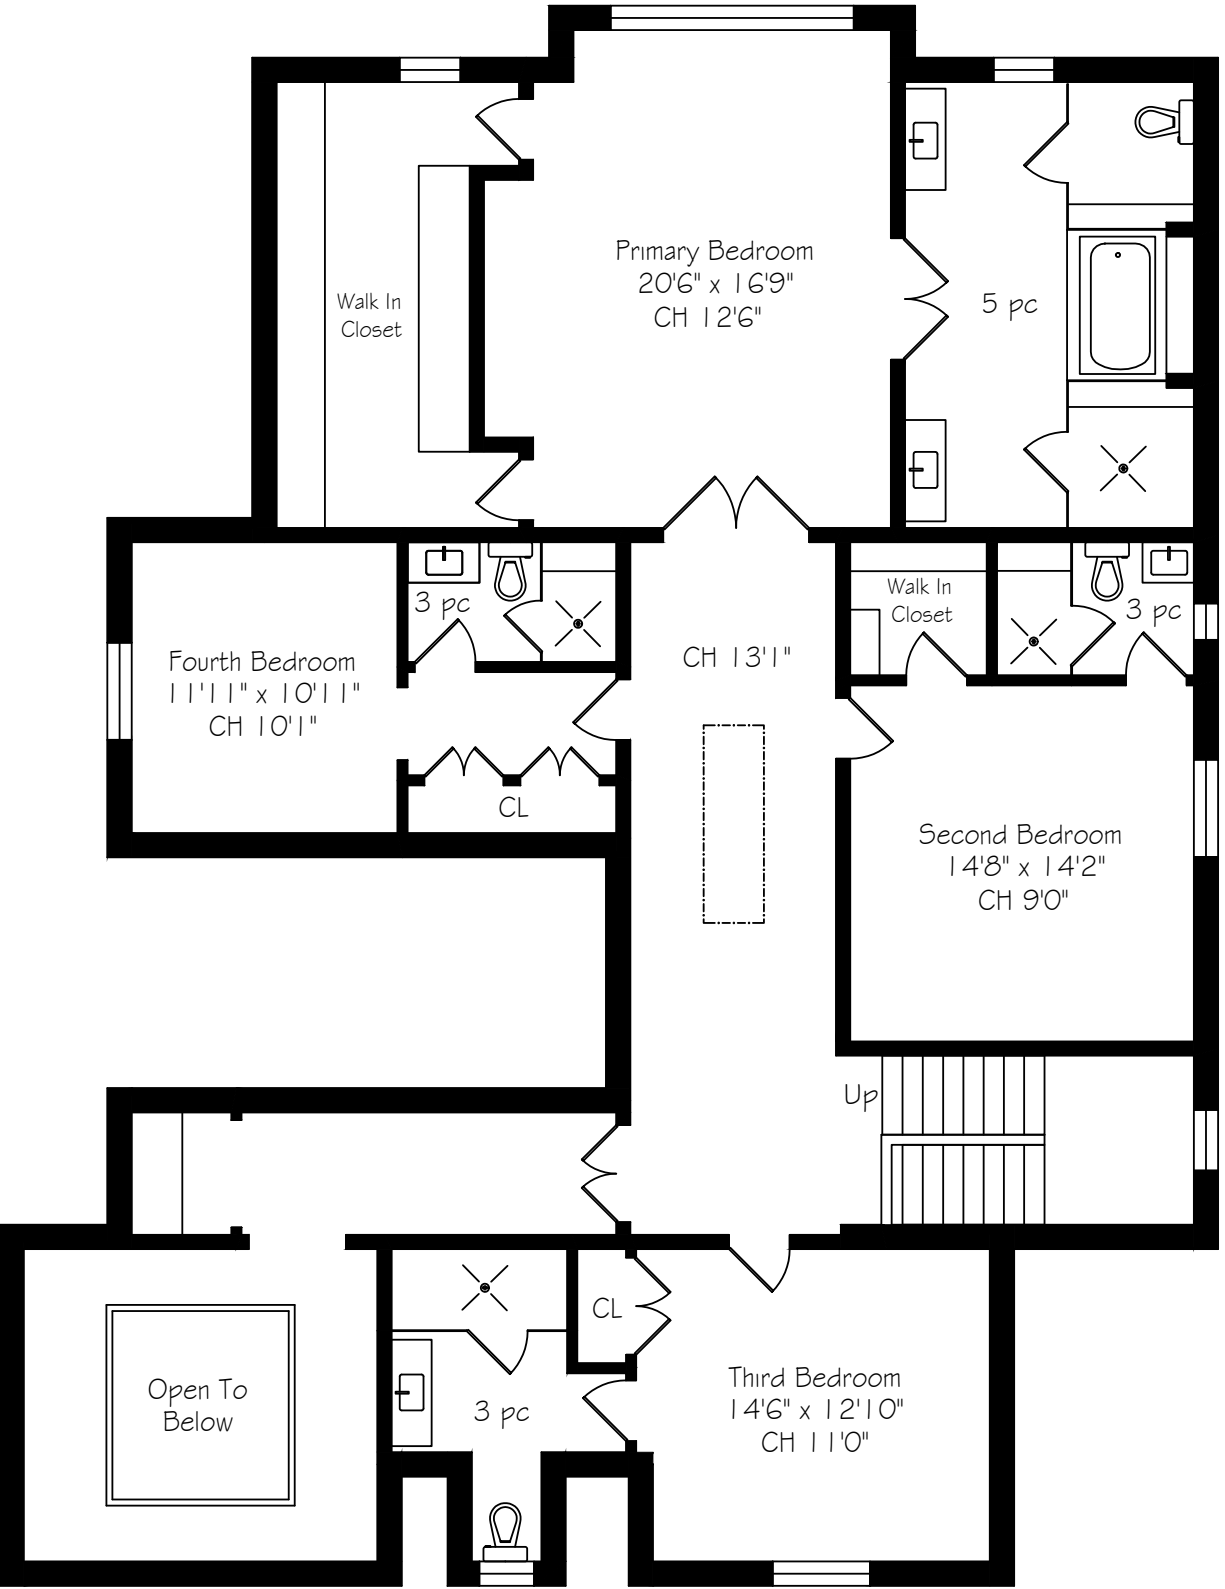 Primary Bedroom
20'6" x 16'9"
CH 12'6"
Walk In
Closet
5 pc
3 pc
Walk In
Closet
3 pc
Fourth Bedroom
11'11" x 10'11"
CH 10'1"
CH 13'1"
CL
Second Bedroom
14'8" x 14'2"
CH 9'0"
Up
CL
Open To
Below
3 pc
Third Bedroom
14'6" x 12'10"
CH 11'0"